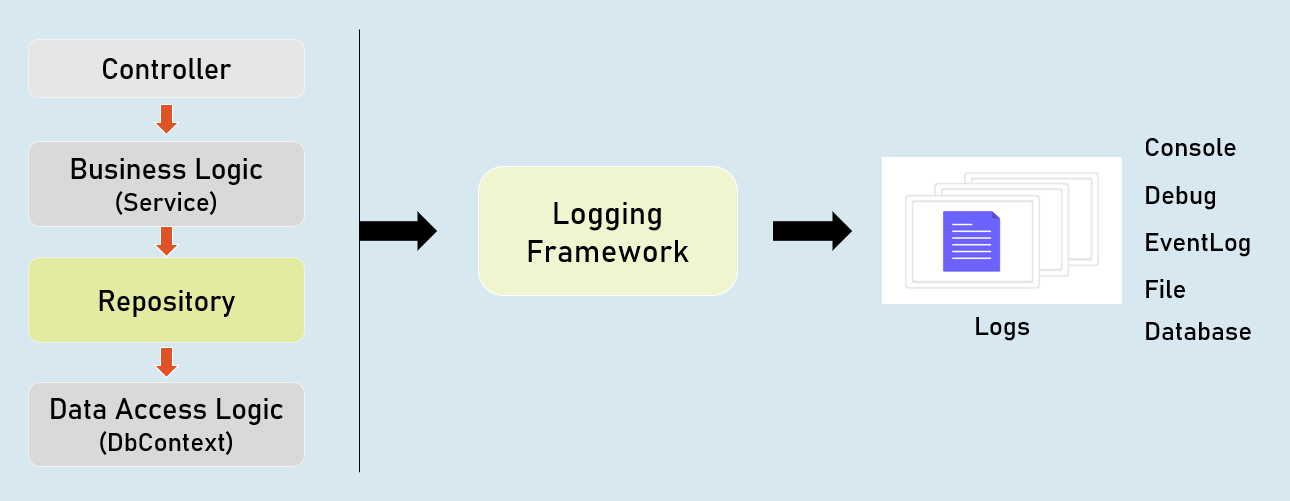 Controller
Business Logic
(Service)
Repository
Data Access Logic
(DbContext)
Logging
Framework
Logs
Console
Debug
EventLog
File
Database